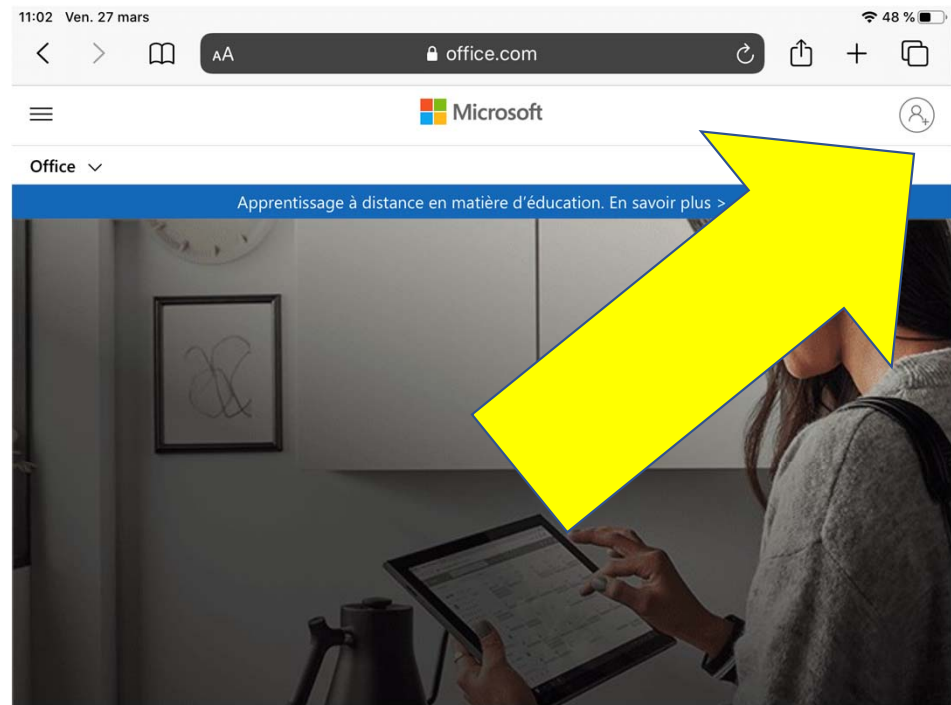 11:02 Ven. 27 mars 48 %
AA office.com
Microsoft
Office
Apprentissage à distance en matière d'éducation. En savoir plus >